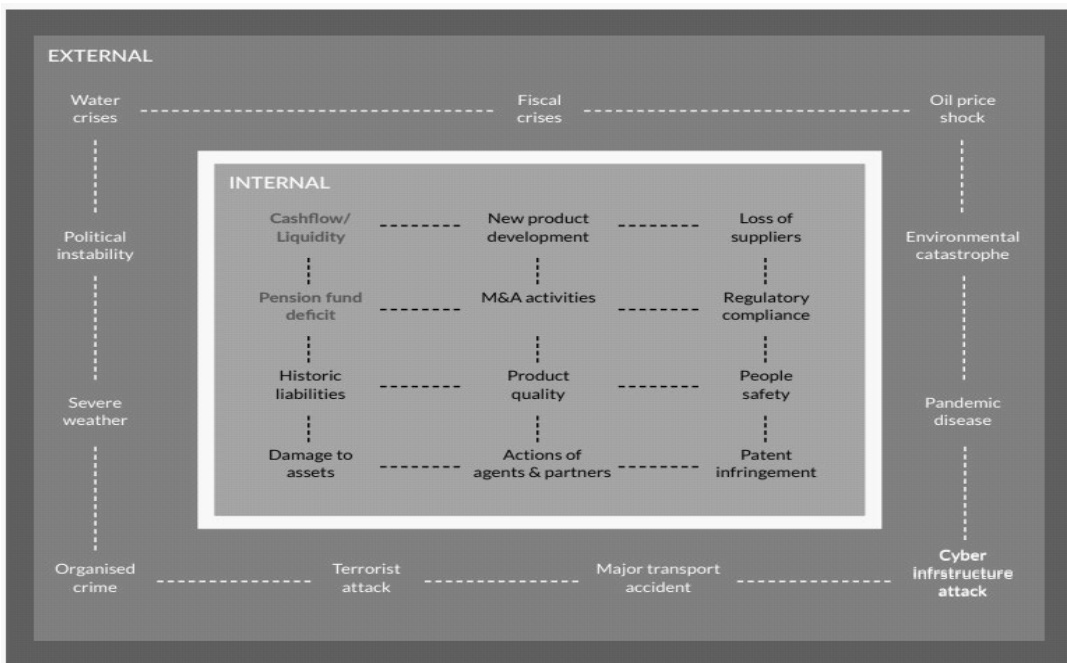 EXTERNAL
Water
crises
Fiscal
crises
Oil price
shock
INTERNAL
Cashflow/
Liquidity
New product
development
Loss of
suppliers
Political
instability
Environmental
catastrophe
Pension fund
deficit
M&A activities
Regulatory
compliance
Historic
liabilities
Product
quality
People
safety
Severe
weather
Pandemic
disease
Damage to
assets
Actions of
agents & partners
Patent
infringement
Organised
crime
Terrorist
attack
Major transport
accident
Cyber
infrstructure
attack